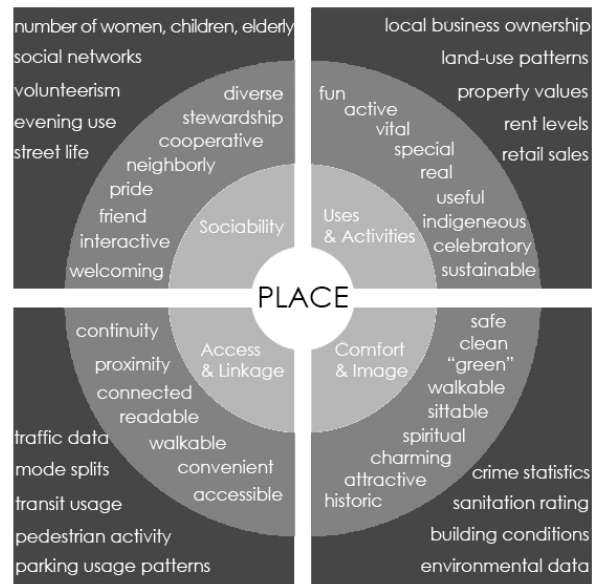 number of women, children, elderly
social networks
volunteerism
evening use
street life
diverse
stewardship
cooperative
neighborly
pride
friend
interactive
welcoming
Sociability
local business ownership
land-use patterns
property values
rent levels
retail sales
fun
active
vital
special
real
useful
indigeneous
celebratory
sustainable
Uses
& Activities
PLACE
continuity
proximity
connected
readable
walkable
convenient
accessible
Access
& Linkage
traffic data
mode splits
transit usage
pedestrian activity
parking usage patterns
Comfort
& Image
safe
clean
“green”
walkable
sittable
spiritual
charming
attractive
historic
crime statistics
sanitation rating
building conditions
environmental data